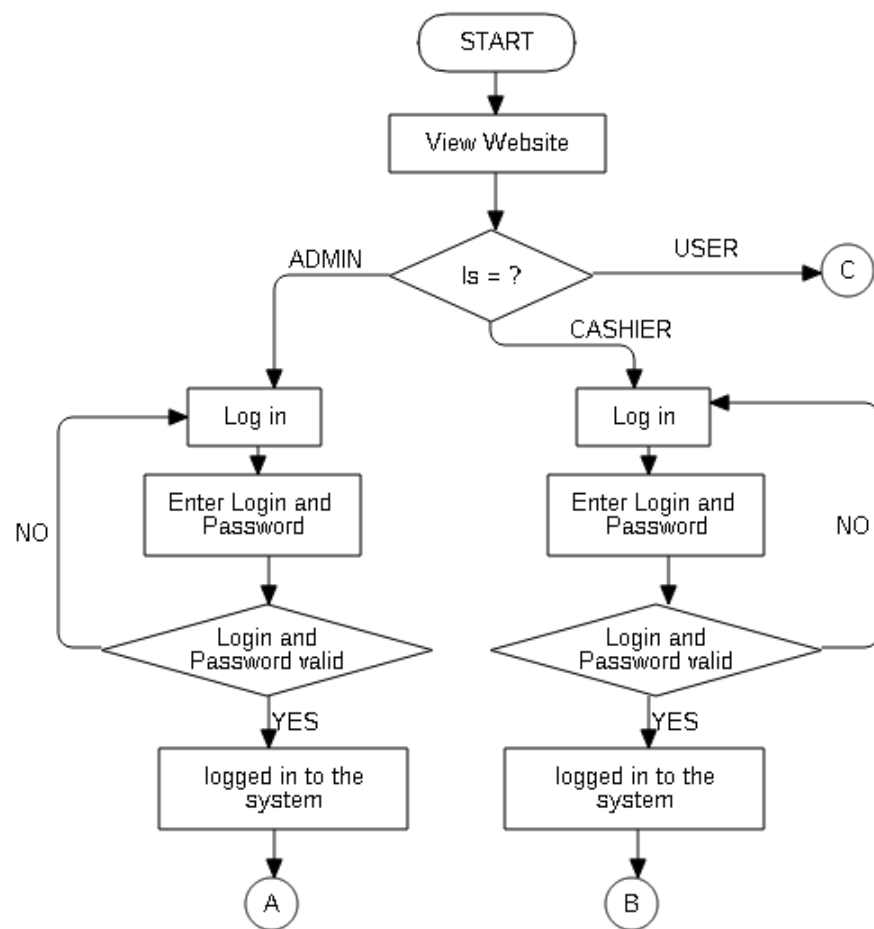 START
View Website
ADMIN
Is = ?
USER
C
CASHIER
Log in
Log in
Enter Login and
Password
Enter Login and
Password
NO
NO
Login and
Password valid
Login and
Password valid
YES
YES
logged in to the
system
logged in to the
system
A
B